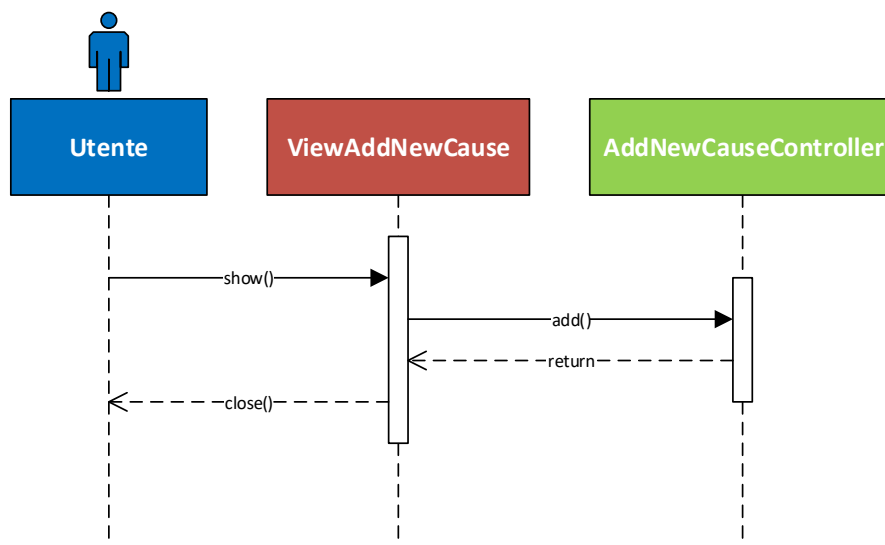 Utente
ViewAddNewCause
AddNewCauseController
show()
add()
return
close()